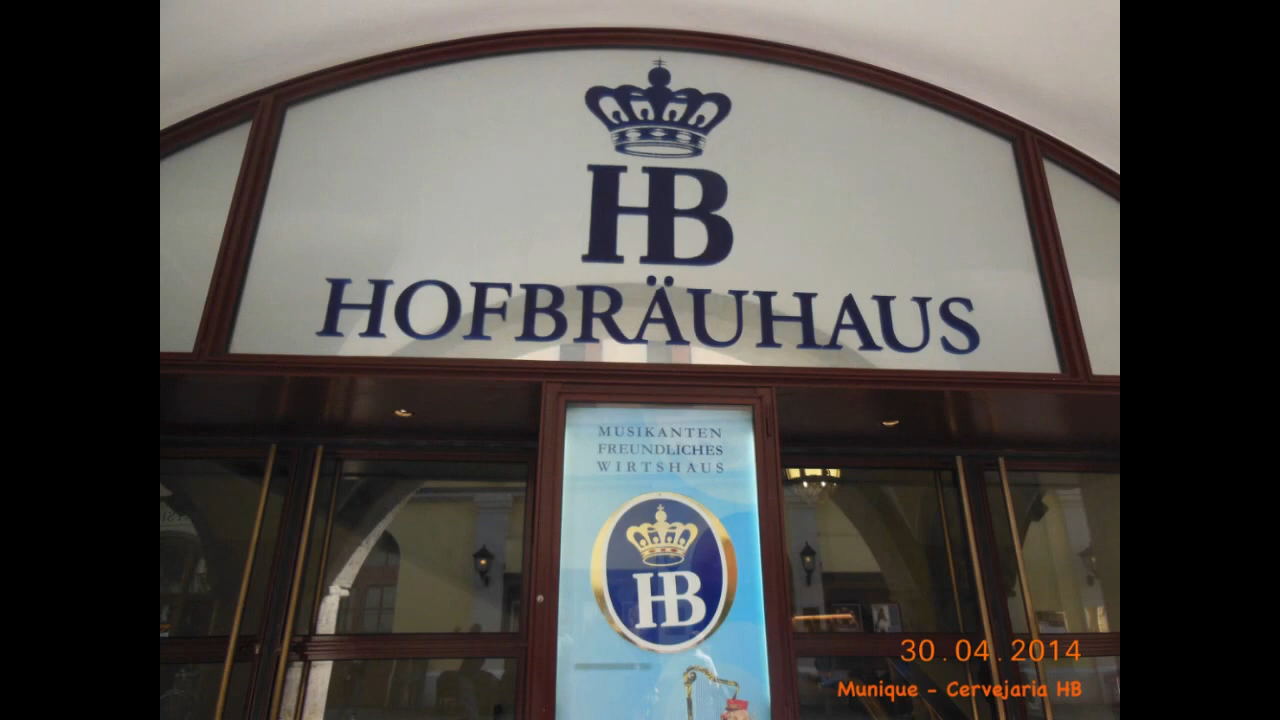 HB
HOFBRÄUHAUS
MUSIKANTEN
FREUNDLICHES
WIRTSHAUS
HB
30.04.2014
Munique - Cervejaria HB